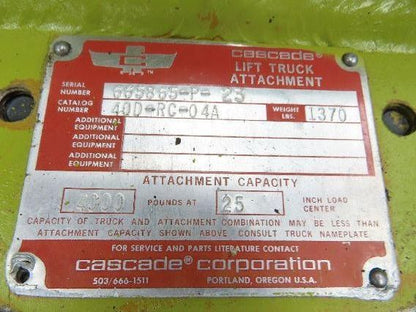 cascade®
LIFT TRUCK
ATTACHMENT
SERIAL
NUMBER
CATALOG
NUMBER 40D-RC-04A WEIGHT LBS. 1370
ADDITIONAL
EQUIPMENT
ADDITIONAL
EQUIPMENT
ADDITIONAL
EQUIPMENT
ATTACHMENT CAPACITY
POUNDS AT 25 INCH LOAD CENTER
CAPACITY OF TRUCK AND ATTACHMENT COMBINATION MAY BE LESS THAN
ATTACHMENT CAPACITY SHOWN ABOVE CONSULT TRUCK NAMEPLATE.
FOR SERVICE AND PARTS LITERATURE CONTACT
cascade® corporation
503/666-1511 PORTLAND, OREGON U.S.A.